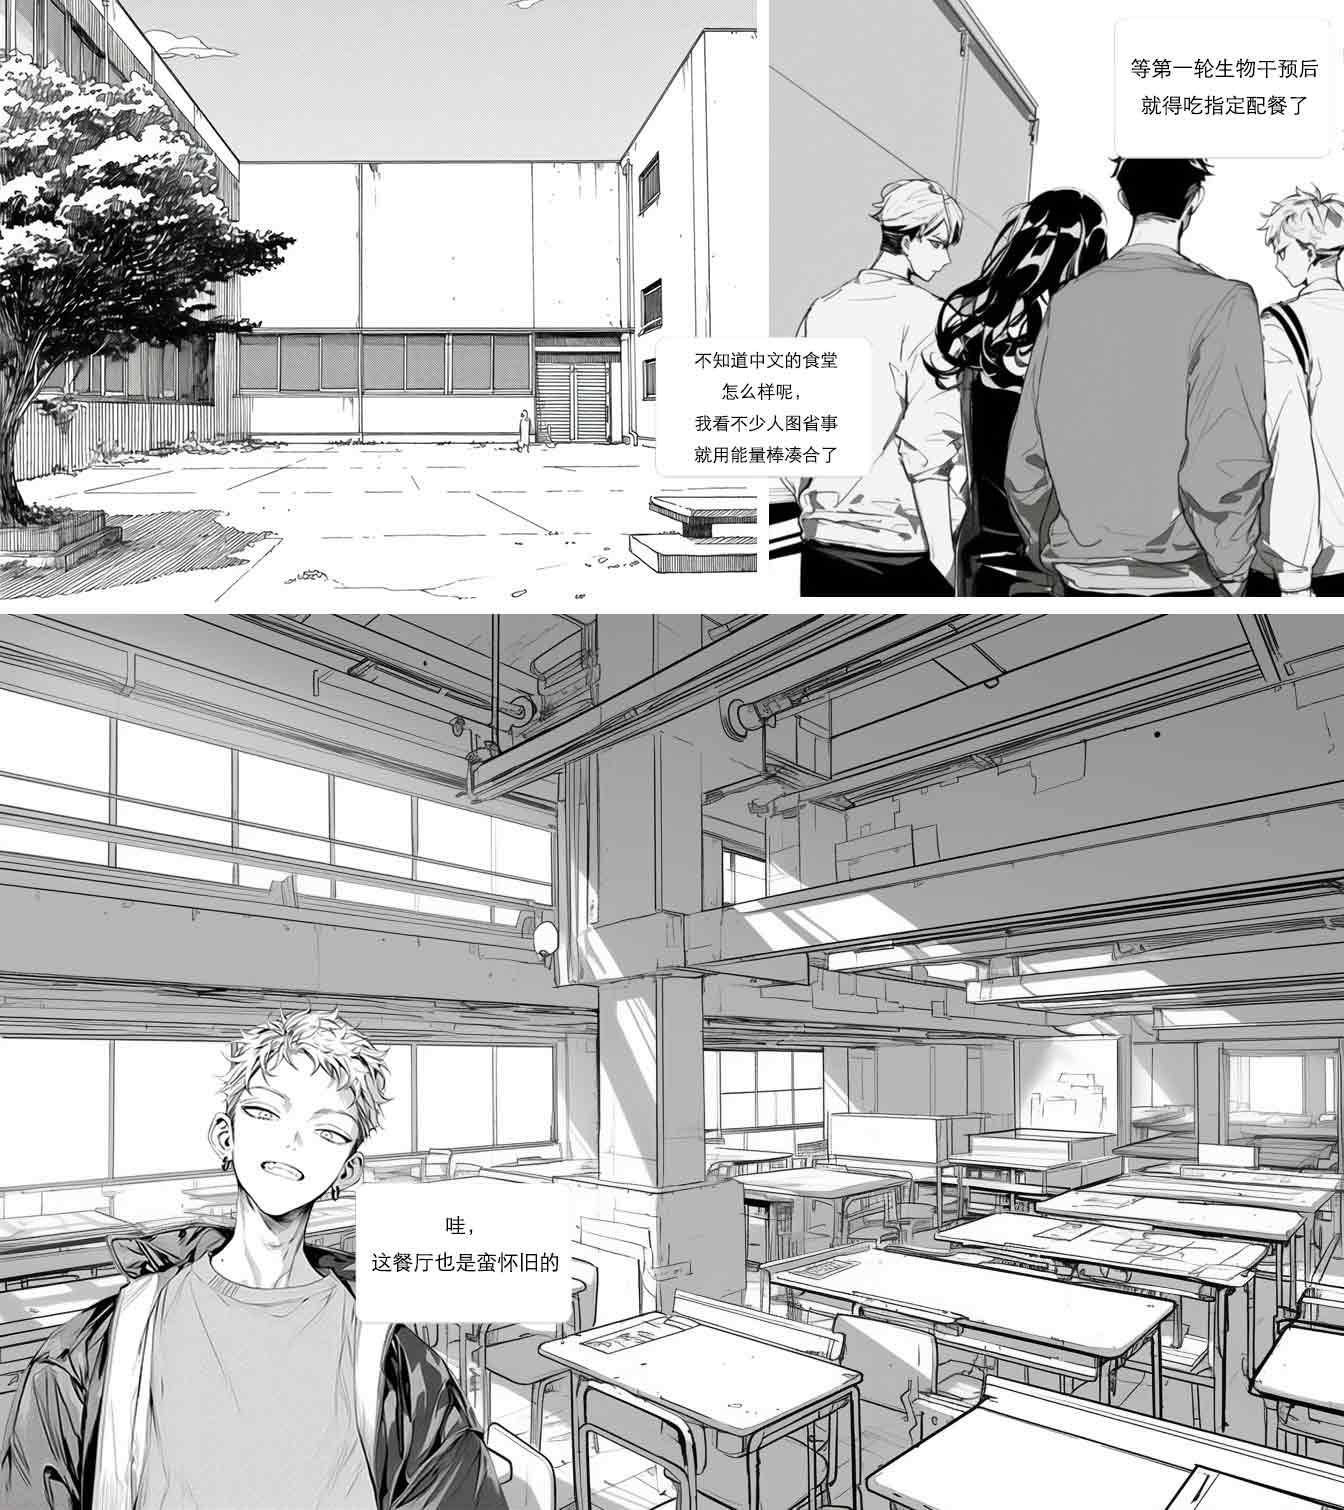 不知道中文的食堂
怎么样呢，
我看不少人图省事
就用能量棒凑合了
等第一轮生物干预后
就得吃指定配餐了
哇，
这餐厅也是蛮怀旧的